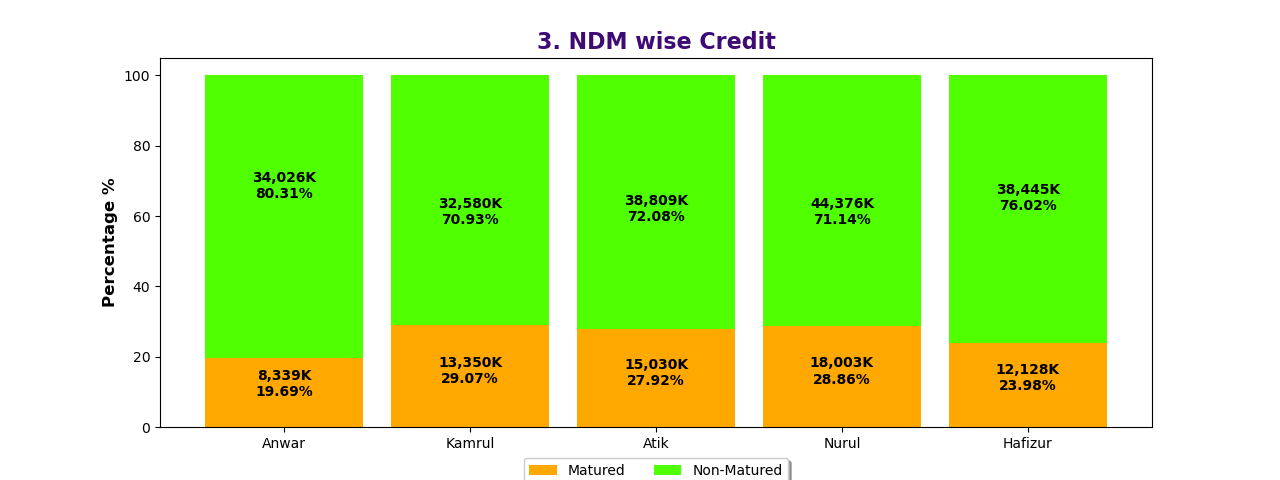 3. NDM wise Credit
Percentage %
100
80
60
40
20
0
34,026K
80.31%
32,580K
70.93%
38,809K
72.08%
44,376K
71.14%
38,445K
76.02%
8,339K
19.69%
13,350K
29.07%
15,030K
27.92%
18,003K
28.86%
12,128K
23.98%
Anwar
Kamrul
Atik
Nurul
Hafizur
Matured
Non-Matured